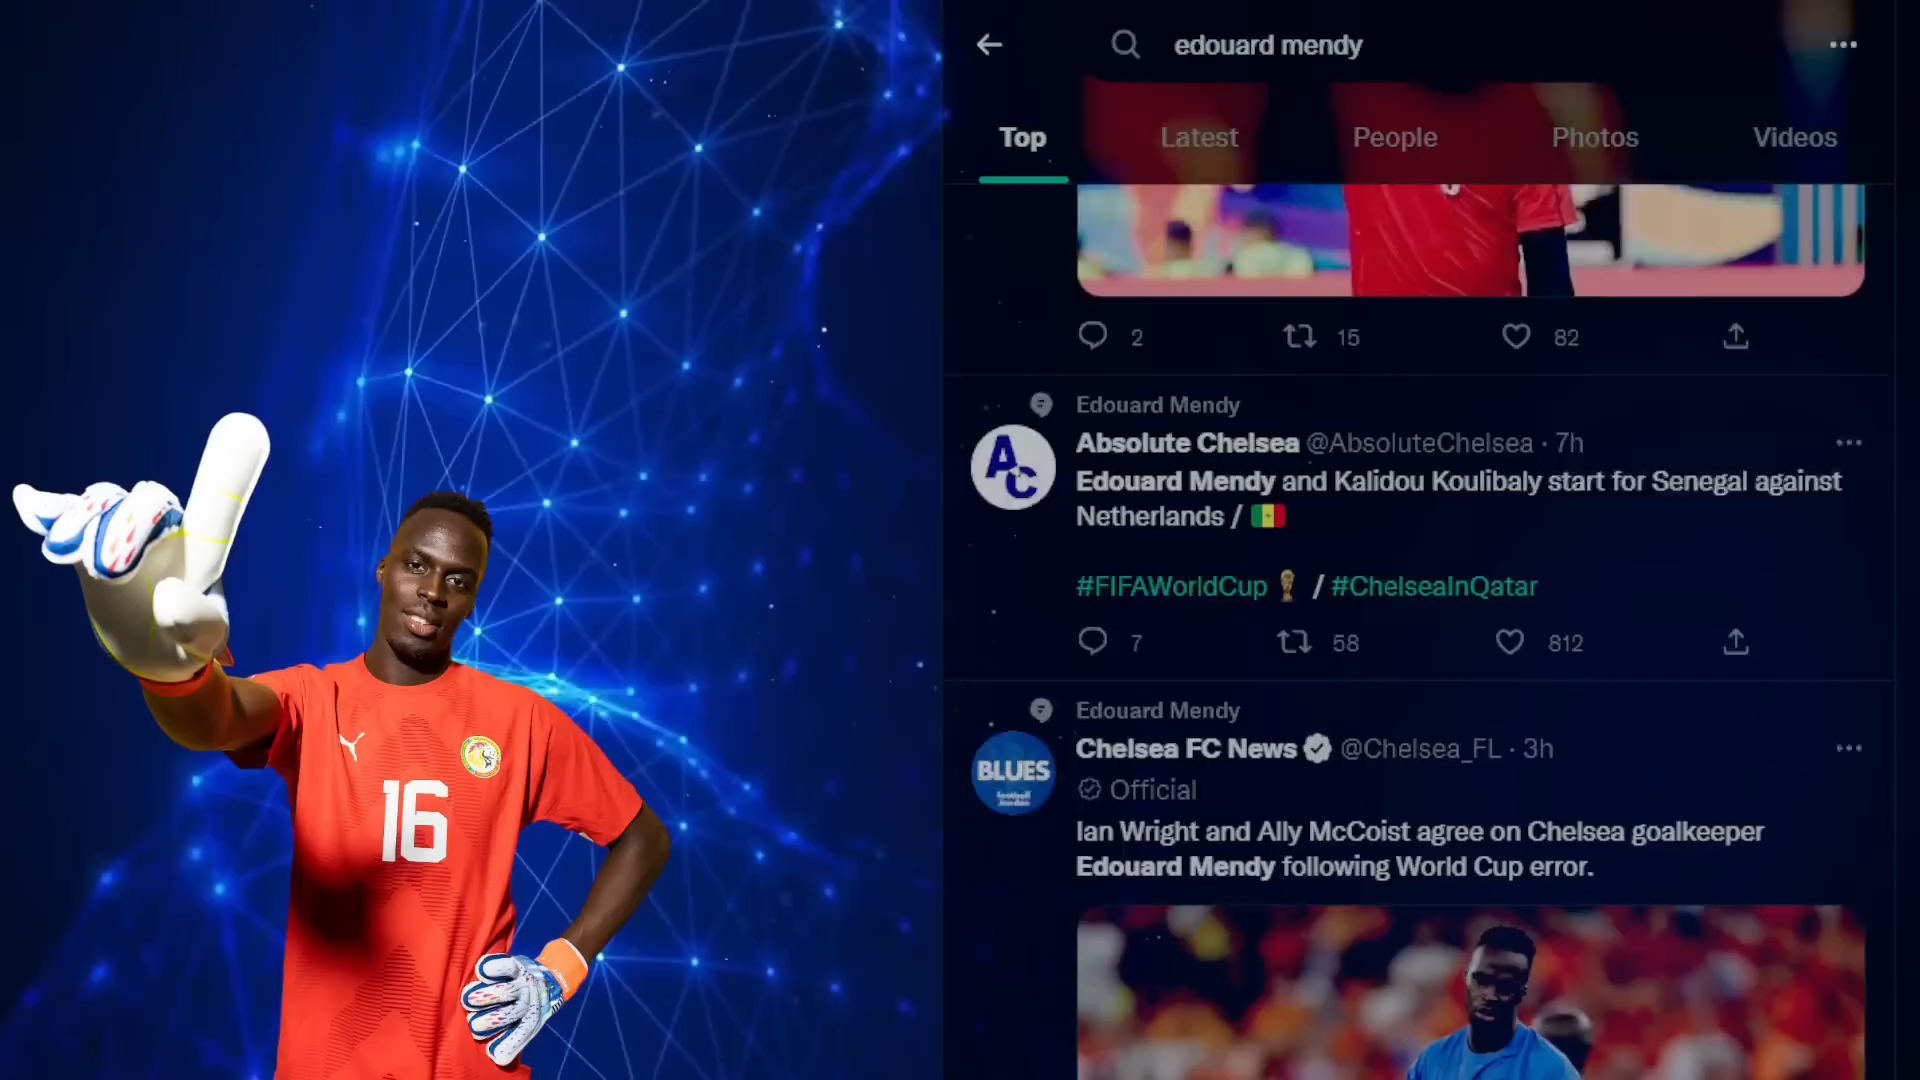 edouard mendy
Top Latest People Photos Videos
2 15 82
Edouard Mendy
Absolute Chelsea @AbsoluteChelsea · 7h
Edouard Mendy and Kalidou Koulibaly start for Senegal against
Netherlands / 🇸🇳
#FIFAWorldCup 🏆 / #ChelseaInQatar
7 58 812
Edouard Mendy
Chelsea FC News @Chelsea_FL · 3h
Official
Ian Wright and Ally McCoist agree on Chelsea goalkeeper
Edouard Mendy following World Cup error.
AC
BLUES
football
16